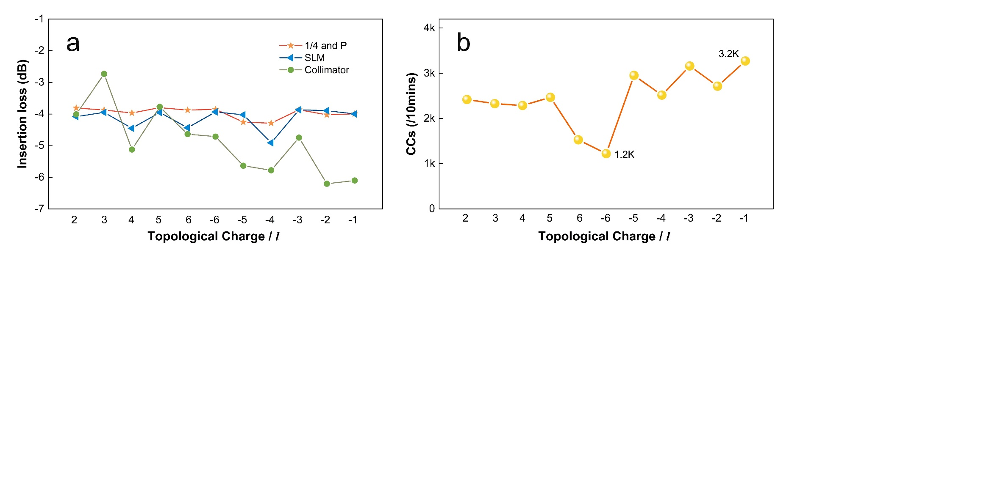 a
-1
-2
-3
-4
-5
-6
-7
Insertion loss (dB)
1/4 and P
SLM
Collimator
2 3 4 5 6 -6 -5 -4 -3 -2 -1
Topological Charge / l
b
4k
3k
2k
1k
0
CCs (/10mins)
3.2K
1.2K
2 3 4 5 6 -6 -5 -4 -3 -2 -1
Topological Charge / l